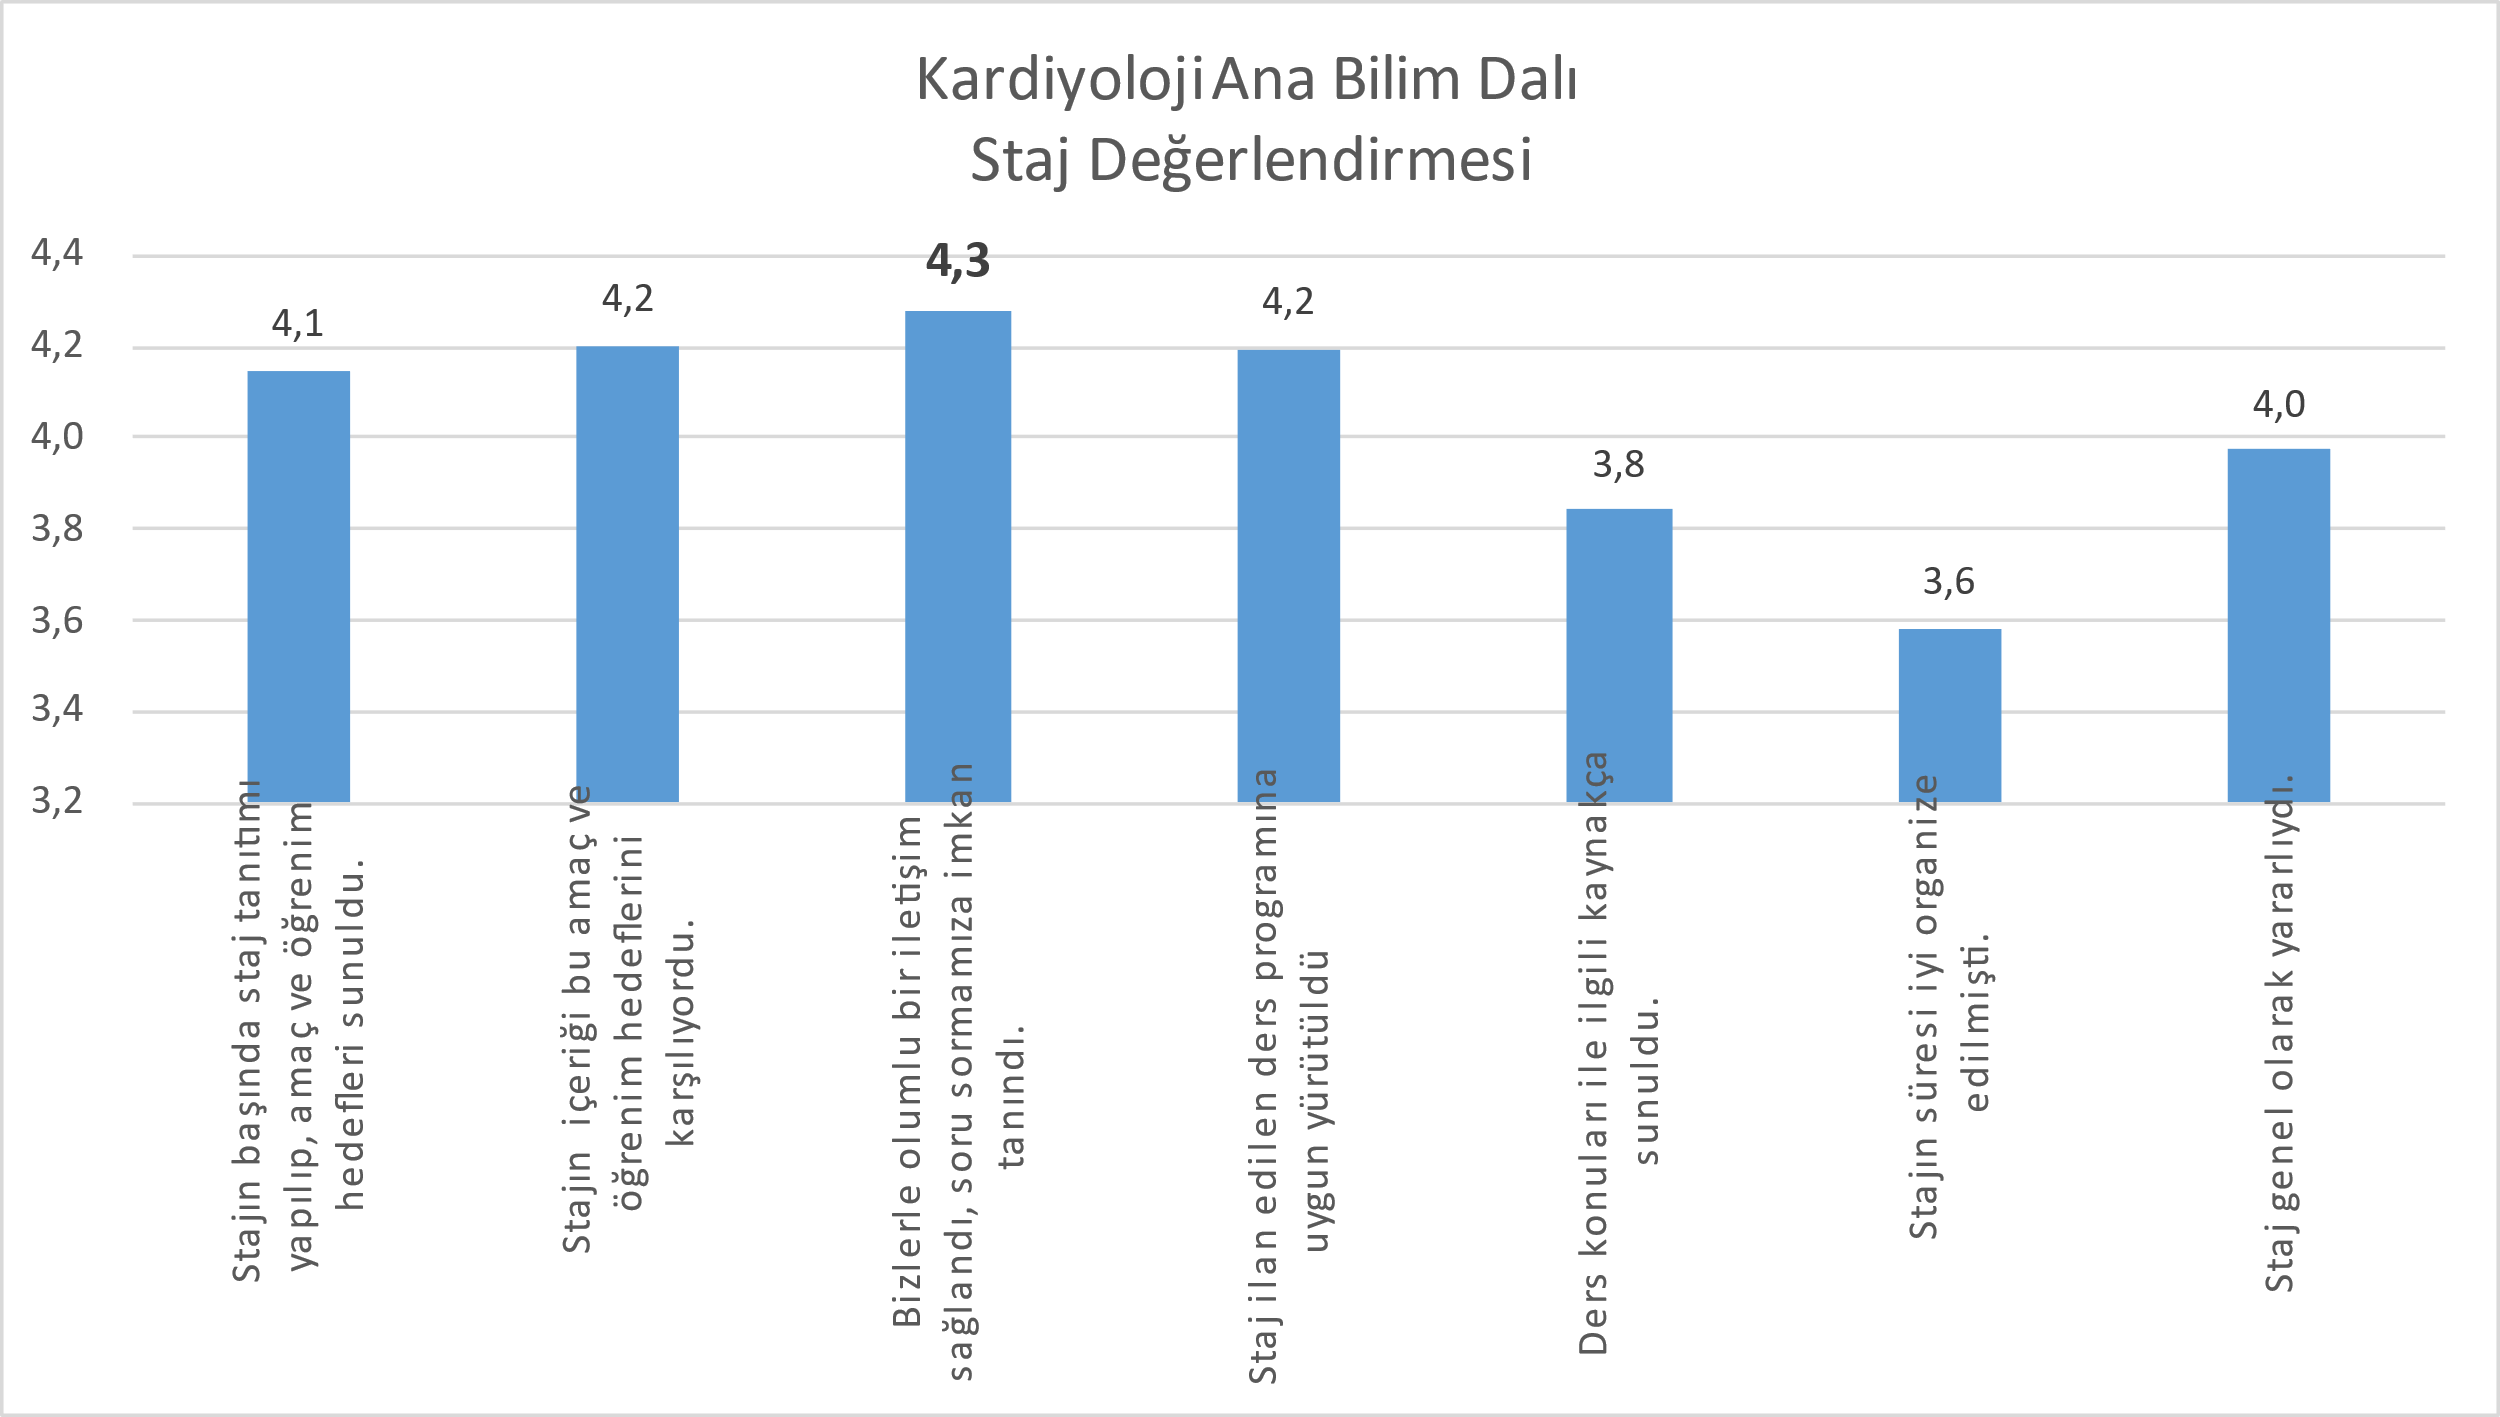 Kardiyoloji Ana Bilim Dalı
Staj Değerlendirmesi
4,4
4,2
4,0
3,8
3,6
3,4
3,2
4,1
4,2
4,3
4,2
3,8
3,6
4,0
Stajın başında staj tanıtımı
yapılıp, amaç ve öğrenim
hedefleri sunuldu.
Stajın içeriği bu amaç ve
öğrenim hedeflerini
karşılıyordu.
Bizlerle olumlu bir iletişim
sağlandı, soru sormamıza imkan
tanındı.
Staj ilan edilen ders programına
uygun yürütüldü
Ders konuları ile ilgili kaynakça
sunuldu.
Stajın süresi iyi organize
edilmişti.
Staj genel olarak yararlıydı.